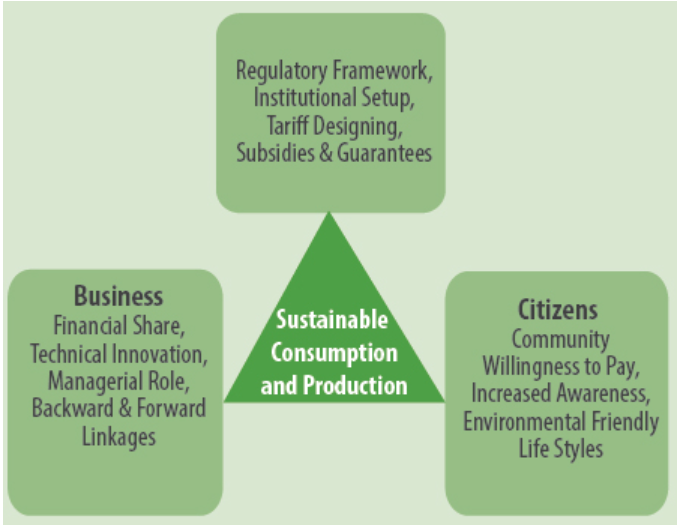 Regulatory Framework,
Institutional Setup,
Tariff Designing,
Subsidies & Guarantees
Business
Financial Share,
Technical Innovation,
Managerial Role,
Backward & Forward
Linkages
Sustainable
Consumption
and Production
Citizens
Community
Willingness to Pay,
Increased Awareness,
Environmental Friendly
Life Styles